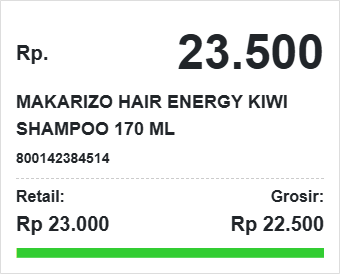 Rp. 23.500
MAKARIZO HAIR ENERGY KIWI
SHAMPOO 170 ML
800142384514
Retail: Grosir:
Rp 23.000 Rp 22.500